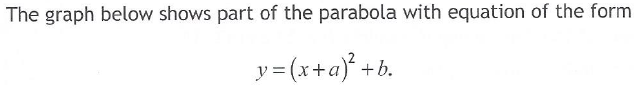 The graph below shows part of the parabola with equation of the form
y = (x + a)² + b.